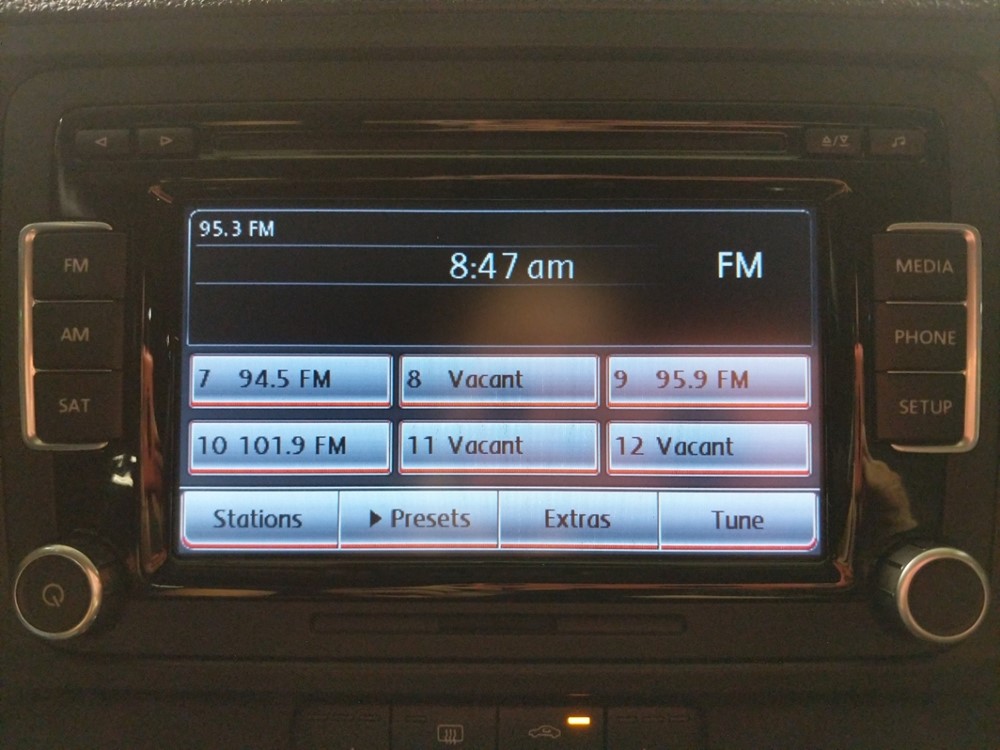 95.3 FM
8:47 am FM
FM
AM
SAT
7 94.5 FM 8 Vacant 9 95.9 FM
10 101.9 FM 11 Vacant 12 Vacant
Stations Presets Extras Tune
MEDIA
PHONE
SETUP